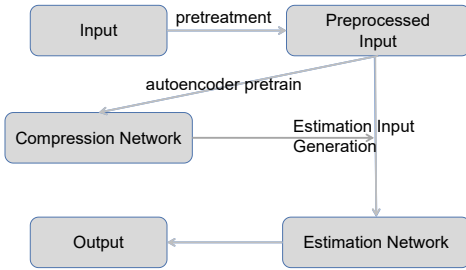 Input
pretreatment
Preprocessed
Input
autoencoder pretrain
Compression Network
Estimation Input
Generation
Output
Estimation Network